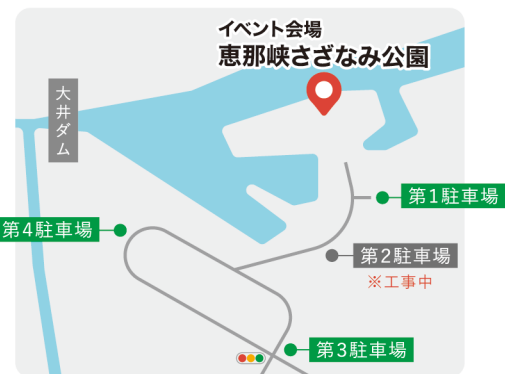 イベント会場
恵那峡さざなみ公園
大井ダム
第1駐車場
第4駐車場
第2駐車場
※工事中
第3駐車場